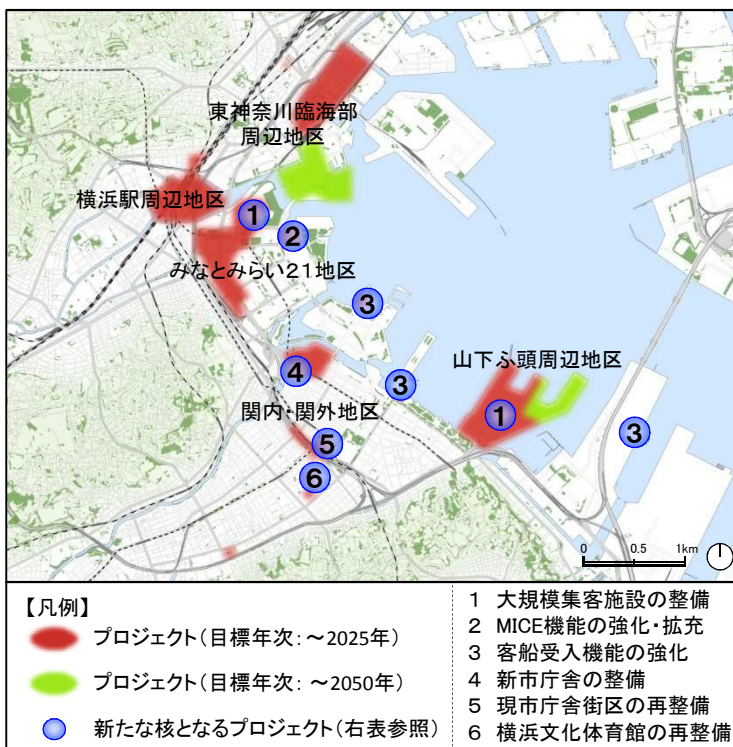 東神奈川臨海部
周辺地区
横浜駅周辺地区
1
2
みなとみらい21地区
3
山下ふ頭周辺地区
4
3
1
関内・関外地区
3
5
6
0 0.5 1km
【凡例】
プロジェクト(目標年次:~2025年)
プロジェクト(目標年次: ~2050年)
新たな核となるプロジェクト(右表参照)
1 大規模集客施設の整備
2 MICE機能の強化・拡充
3 客船受入機能の強化
4 新市庁舎の整備
5 現市庁舎街区の再整備
6 横浜文化体育館の再整備